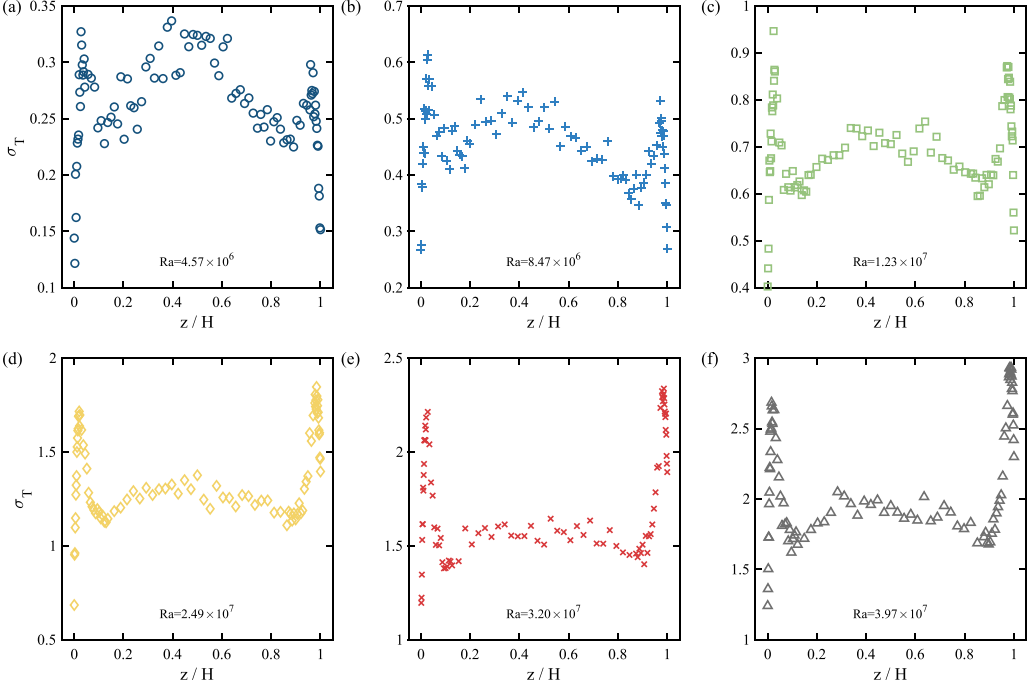 (a)
0.35
0.3
0.25
0.2
0.15
0.1
σ_T
0 0.2 0.4 0.6 0.8 1
z / H
Ra=4.57×10^6
(b)
0.7
0.6
0.5
0.4
0.3
0.2
0 0.2 0.4 0.6 0.8 1
z / H
Ra=8.47×10^6
(c)
1
0.9
0.8
0.7
0.6
0.5
0.4
0 0.2 0.4 0.6 0.8 1
z / H
Ra=1.23×10^7
(d)
2
1.5
1
0.5
σ_T
0 0.2 0.4 0.6 0.8 1
z / H
Ra=2.49×10^7
(e)
2.5
2
1.5
1
0 0.2 0.4 0.6 0.8 1
z / H
Ra=3.20×10^7
(f)
3
2.5
2
1.5
1
0 0.2 0.4 0.6 0.8 1
z / H
Ra=3.97×10^7